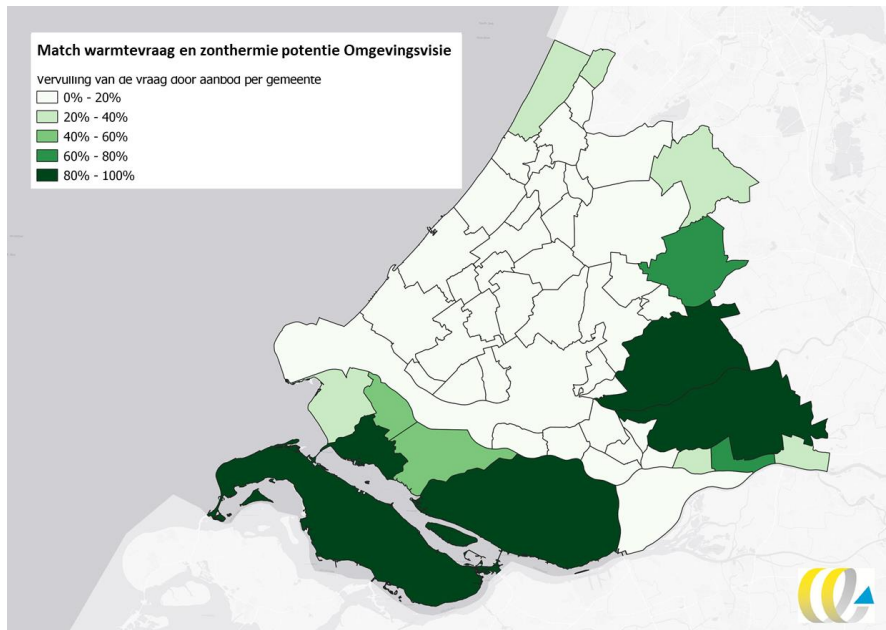 Match warmtevraag en zonthermie potentie Omgevingsvisie
Vervulling van de vraag door aanbod per gemeente
0% - 20%
20% - 40%
40% - 60%
60% - 80%
80% - 100%